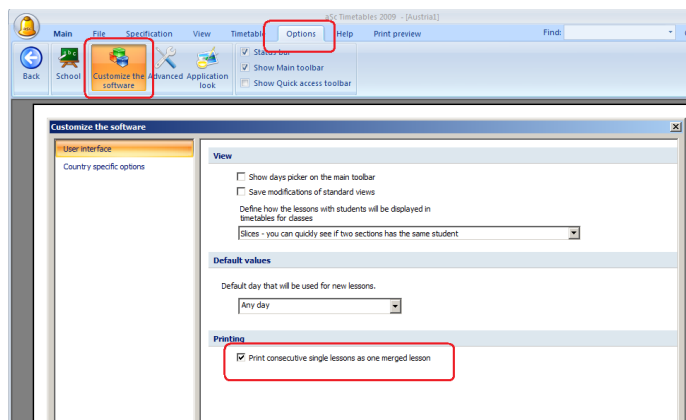 aSc Timetables 2009 - [Austria1]
Main File Specification View Timetable Options Help Print preview Find:
Back School Customize the software Advanced Application look
Status bar
Show Main toolbar
Show Quick access toolbar
Customize the software
User interface
Country specific options
View
Show days picker on the main toolbar
Save modifications of standard views
Define how the lessons with students will be displayed in
timetables for classes
Slices - you can quickly see if two sections has the same student
Default values
Default day that will be used for new lessons.
Any day
Printing
Print consecutive single lessons as one merged lesson